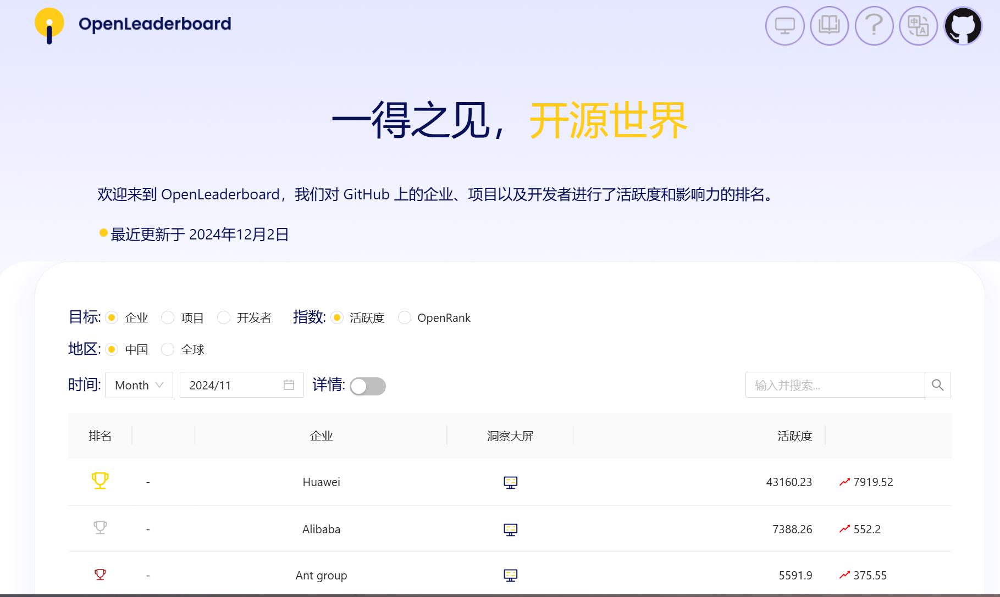 OpenLeaderboard
一得之见，开源世界
欢迎来到 OpenLeaderboard，我们对 GitHub 上的企业、项目以及开发者进行了活跃度和影响力的排名。
最近更新于 2024年12月2日
目标: 企业 项目 开发者 指数: 活跃度 OpenRank
地区: 中国 全球
时间: Month 2024/11 详情: 输入并搜索...
排名 企业 洞察大屏 活跃度
- Huawei 43160.23 7919.52
- Alibaba 7388.26 552.2
- Ant group 5591.9 375.55